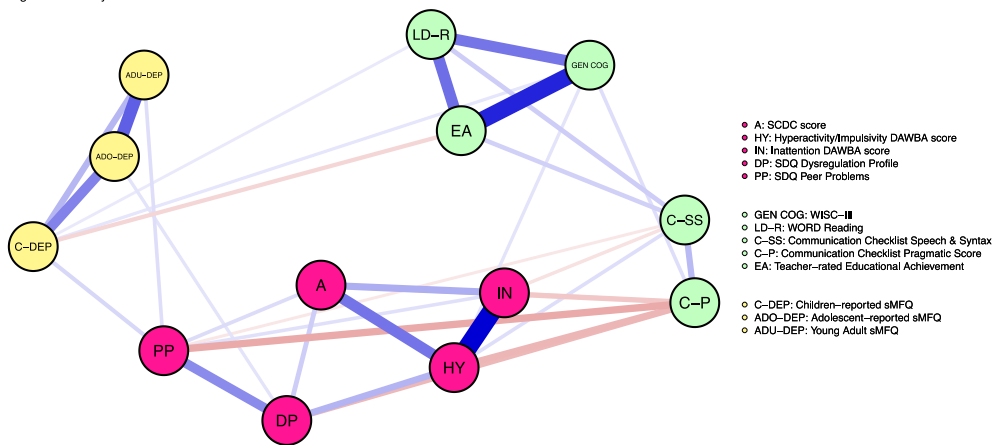 LD–R
GEN COG
ADU–DEP
EA
ADO–DEP
C–SS
C–DEP
A
IN
C–P
PP
HY
DP
A: SCDC score
HY: Hyperactivity/Impulsivity DAWBA score
IN: Inattention DAWBA score
DP: SDQ Dysregulation Profile
PP: SDQ Peer Problems
GEN COG: WISC–III
LD–R: WORD Reading
C–SS: Communication Checklist Speech & Syntax
C–P: Communication Checklist Pragmatic Score
EA: Teacher–rated Educational Achievement
C–DEP: Children–reported sMFQ
ADO–DEP: Adolescent–reported sMFQ
ADU–DEP: Young Adult sMFQ